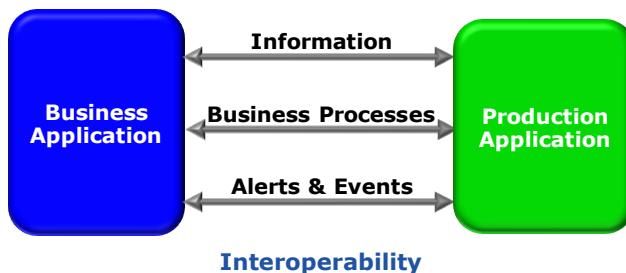 Information
Business
Application
Business Processes
Production
Application
Alerts & Events
Interoperability